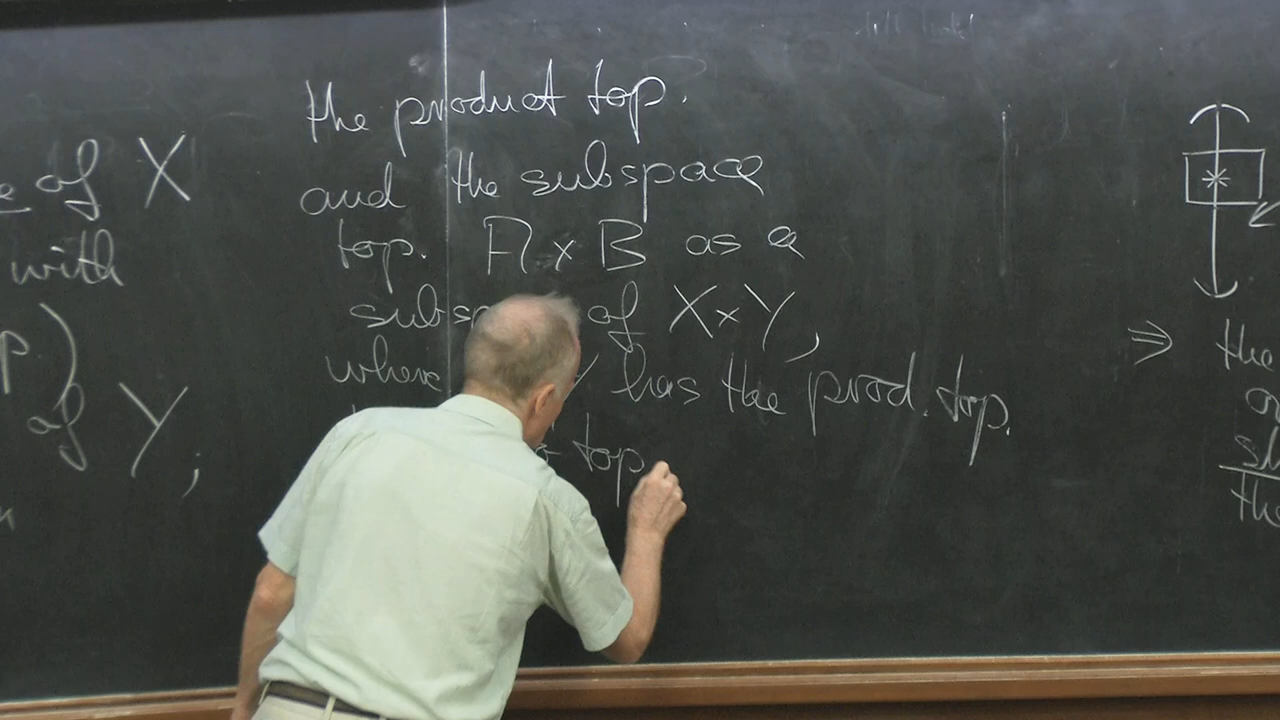 of X
with
p.)
of Y;
the product top.
and the subspace
top. A x B as a
of X x Y,
where Y has the prod. top.
top
⇒ the
the